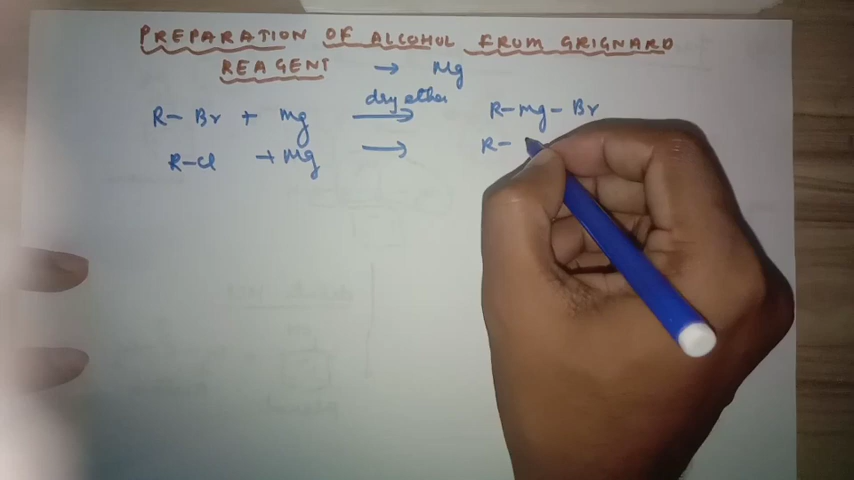 PREPARATION OF ALCOHOL FROM GRIGNARD
REAGENT → Mg
R- Br + Mg dry ether → R-Mg-Br
R-Cl + Mg → R-